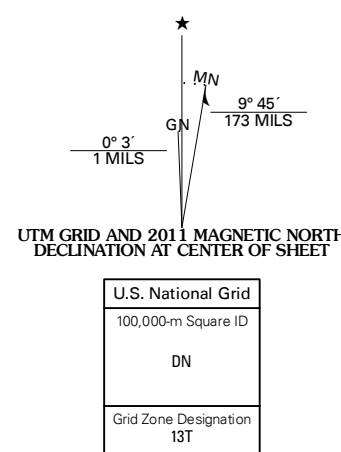 ★
MN
GN
9° 45´
173 MILS
0° 3´
1 MILS
UTM GRID AND 2011 MAGNETIC NORTH
DECLINATION AT CENTER OF SHEET
U.S. National Grid
100,000-m Square ID
DN
Grid Zone Designation
13T